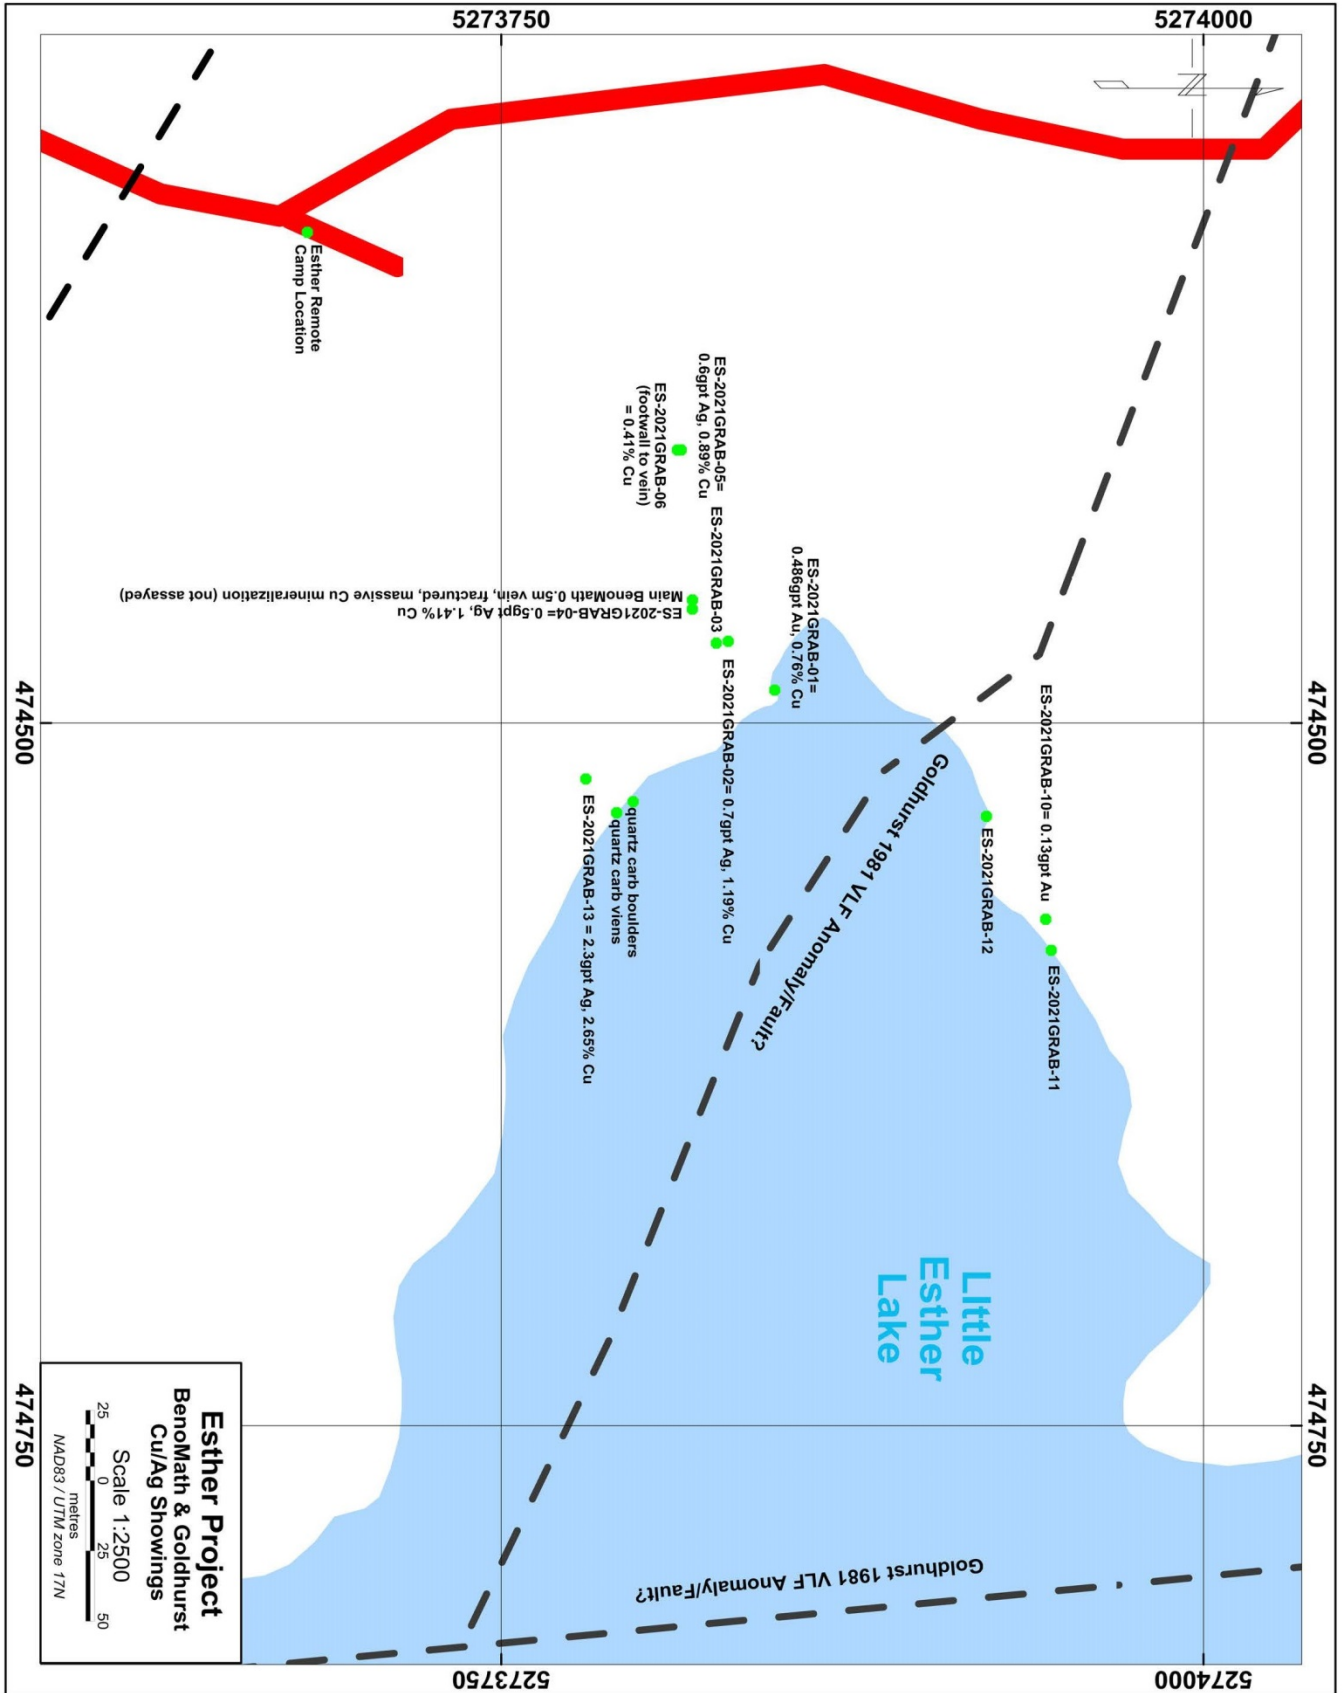 5273750
5274000
N
Esther Remote
Camp Location
ES-2021GRAB-05=
0.6gpt Ag, 0.89% Cu
ES-2021GRAB-06
(footwall to vein)
= 0.41% Cu
ES-2021GRAB-03
Main BenoMath 0.5m vein, fractured, massive Cu mineralization (not assayed)
ES-2021GRAB-04= 0.5gpt Ag, 1.41% Cu
ES-2021GRAB-01=
0.486gpt Au, 0.76% Cu
ES-2021GRAB-02= 0.7gpt Ag, 1.19% Cu
ES-2021GRAB-10= 0.13gpt Au
ES-2021GRAB-11
ES-2021GRAB-12
474500
474500
quartz carb boulders
quartz carb viens
ES-2021GRAB-13 = 2.3gpt Ag, 2.65% Cu
Goldhurst 1981 VLF Anomaly/Fault?
LIttle
Esther
Lake
474750
474750
Goldhurst 1981 VLF Anomaly/Fault?
5273750
5274000
Esther Project
BenoMath & Goldhurst
Cu/Ag Showings
Scale 1:2500
25 0 25 50
metres
NAD83 / UTM zone 17N